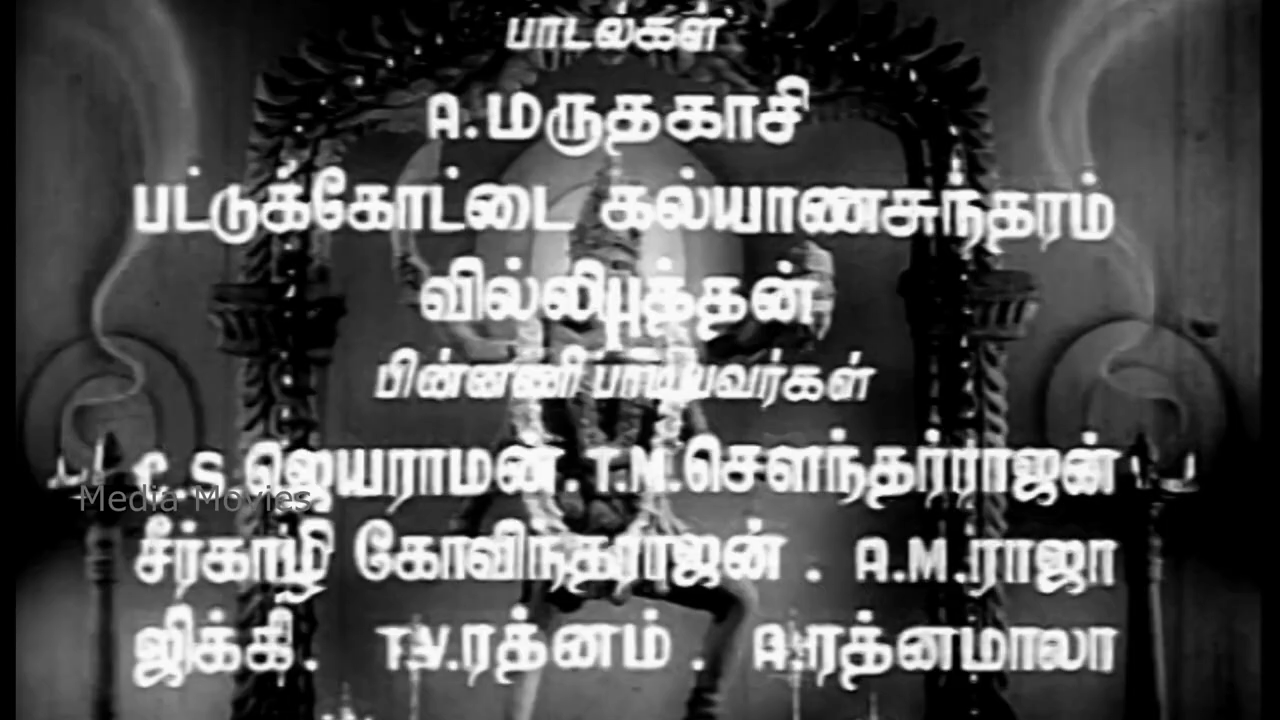 பாடல்கள்
A.மருதகாசி
பட்டுக்கோட்டை கல்யாணசுந்தரம்
வில்லிபுத்தன்
பின்னணி பாடியவர்கள்
C.S.ஜெயராமன். T.M.சௌந்தர்ராஜன்
Media Movies
சீர்காழி கோவிந்தராஜன். A.M.ராஜா
ஜிக்கி. T.V.ரத்னம். A.ரத்னமாலா